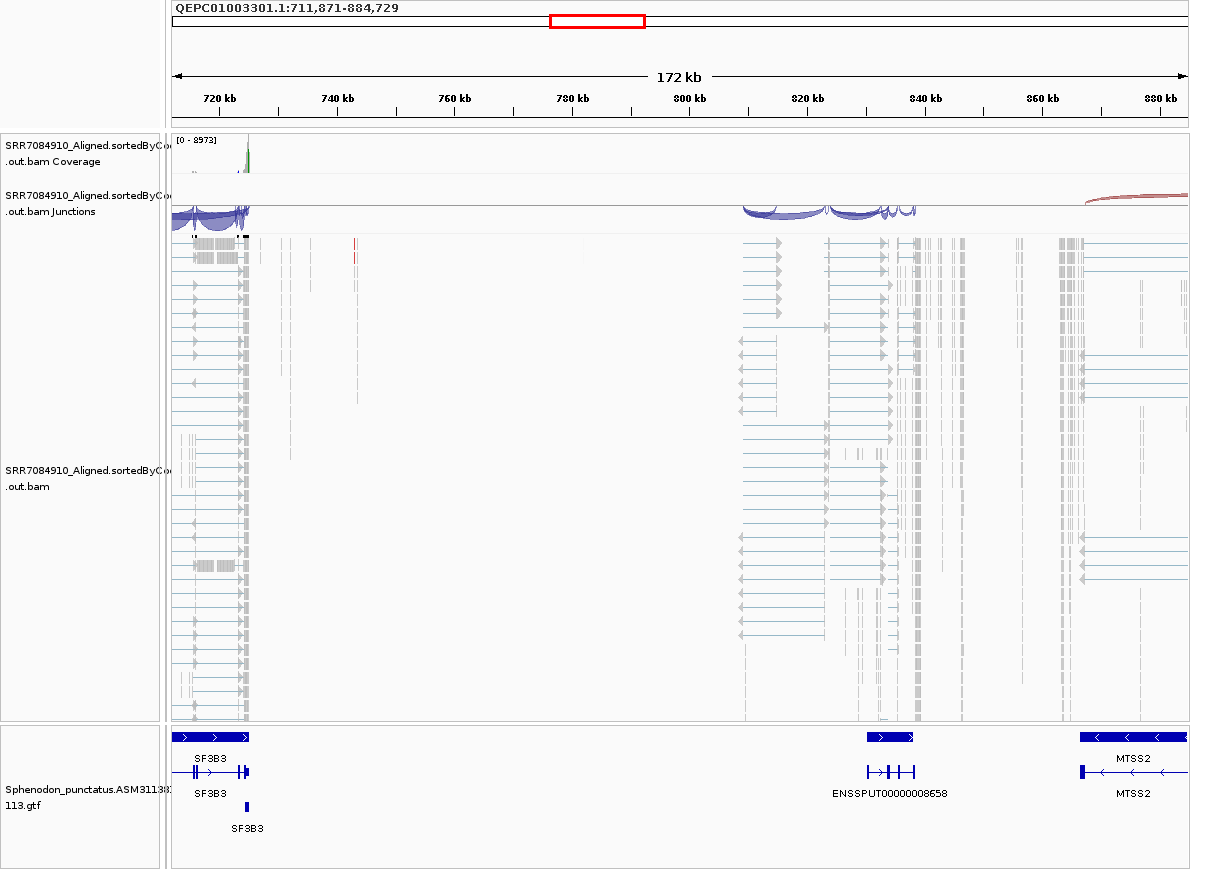 QEPC01003301.1:711,871-884,729
172 kb
720 kb 740 kb 760 kb 780 kb 800 kb 820 kb 840 kb 860 kb 880 kb
SRR7084910_Aligned.sortedByCo
.out.bam Coverage
[0 - 8973]
SRR7084910_Aligned.sortedByCo
.out.bam Junctions
SRR7084910_Aligned.sortedByCo
.out.bam
SF3B3 MTSS2
Sphenodon_punctatus.ASM31138
113.gtf
SF3B3 ENSSPUT00000008658 MTSS2
SF3B3